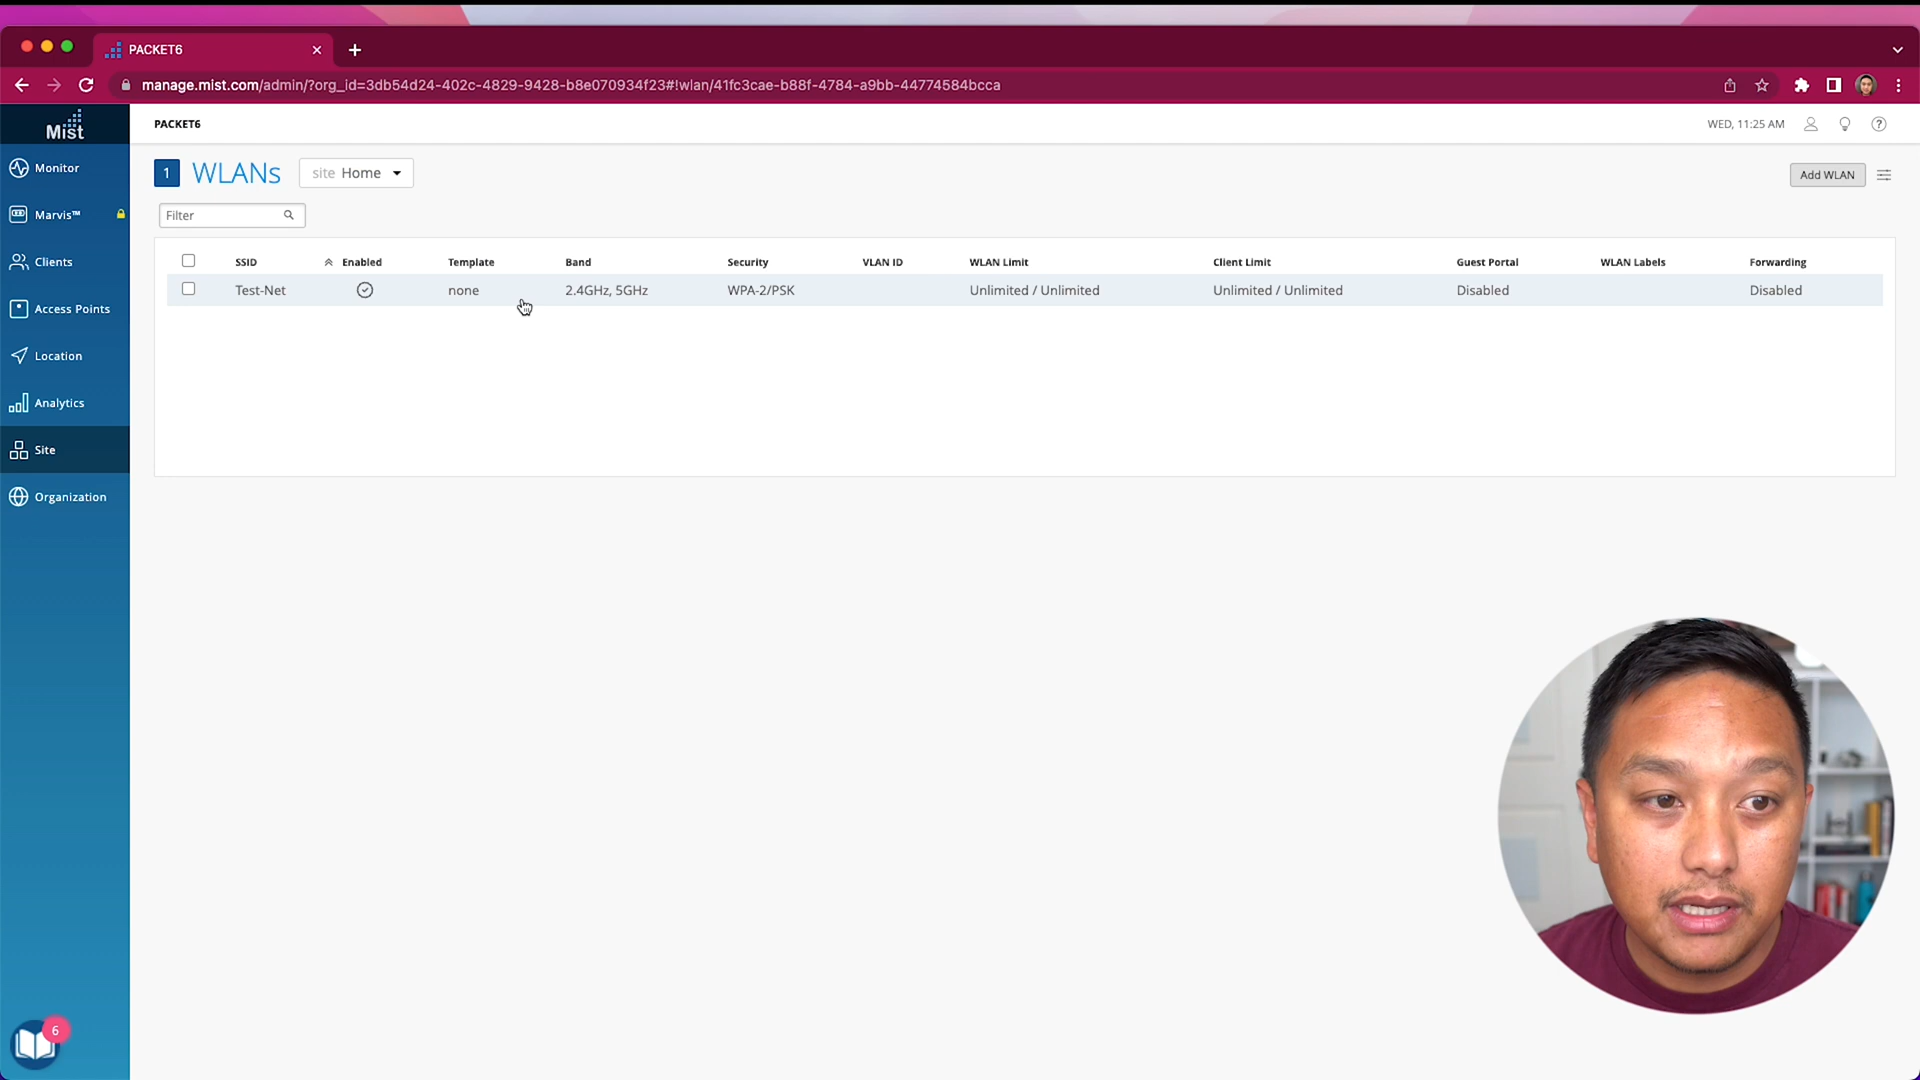 PACKET6
manage.mist.com/admin/?org_id=3db54d24-402c-4829-9428-b8e070934f23#!wlan/41fc3cae-b88f-4784-a9bb-44774584bcca
Mist
PACKET6
WED, 11:25 AM
Monitor
Marvis™
Clients
Access Points
Location
Analytics
Site
Organization
6
1 WLANs site Home
Add WLAN
Filter
SSID Enabled Template Band Security VLAN ID WLAN Limit Client Limit Guest Portal WLAN Labels Forwarding
Test-Net none 2.4GHz, 5GHz WPA-2/PSK Unlimited / Unlimited Unlimited / Unlimited Disabled Disabled